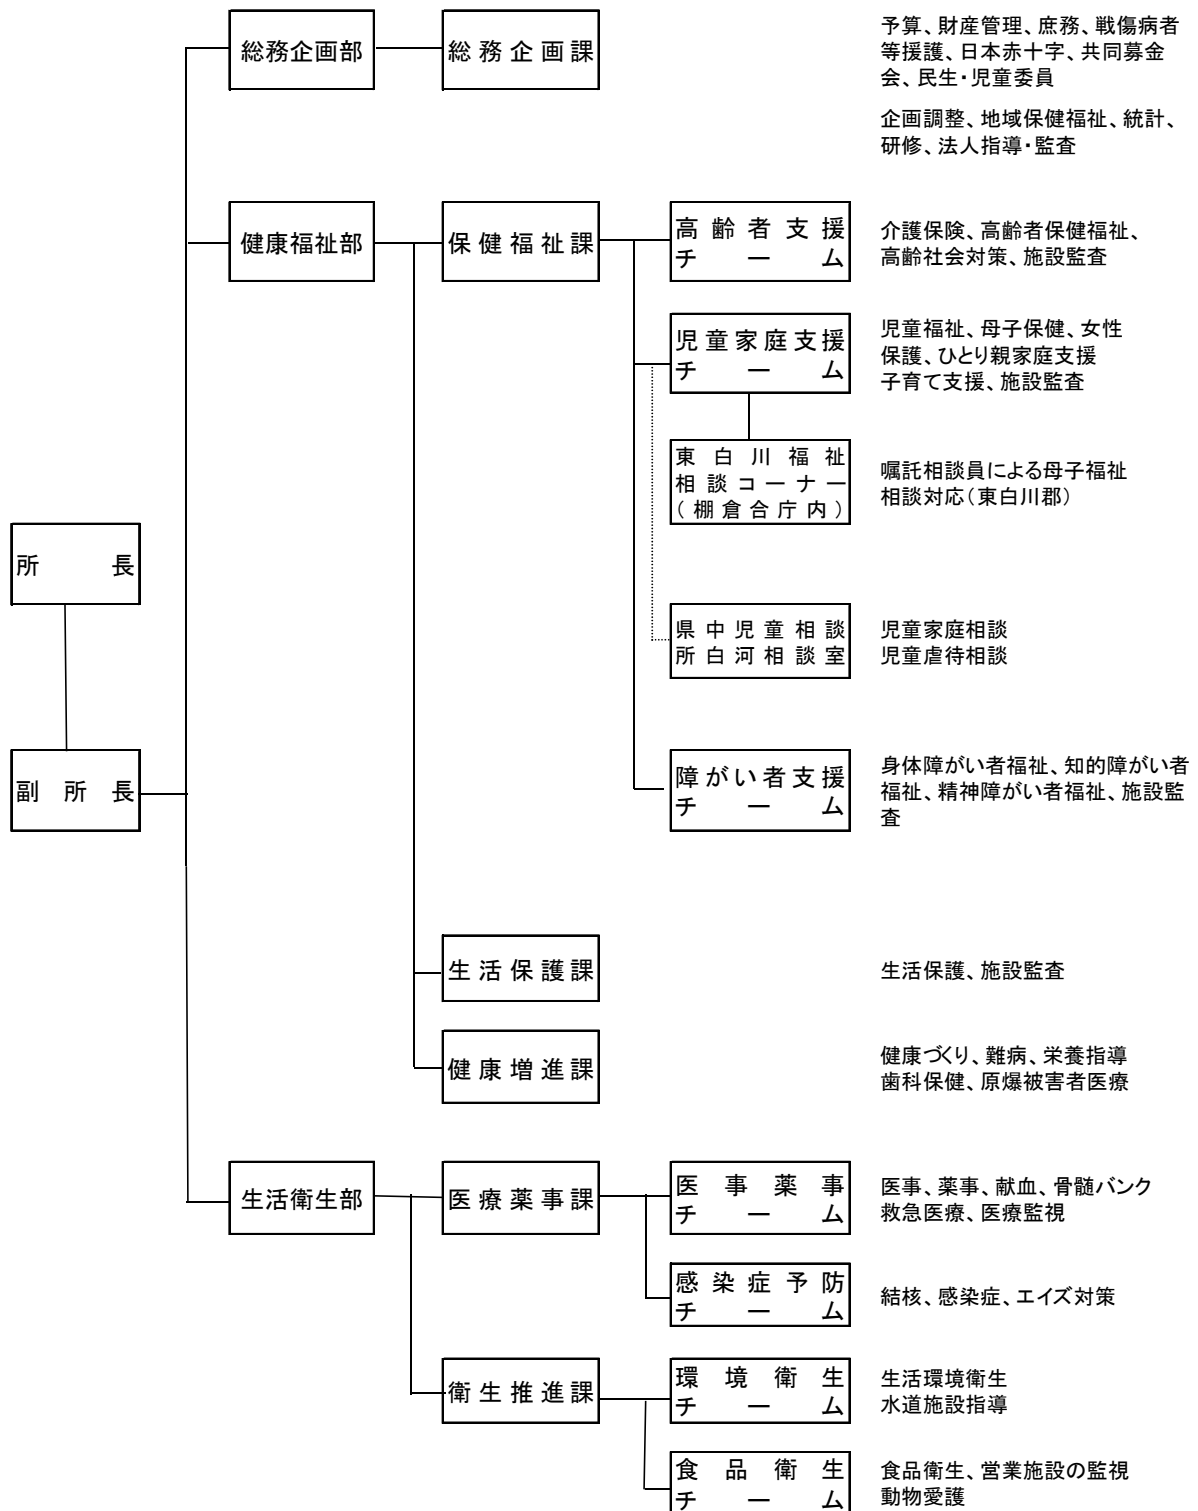 総務企画部
総務企画課
予算、財産管理、庶務、戦傷病者
等援護、日本赤十字、共同募金
会、民生・児童委員
企画調整、地域保健福祉、統計、
研修、法人指導・監査
健康福祉部
保健福祉課
高齢者支援
チーム
介護保険、高齢者保健福祉、
高齢社会対策、施設監査
児童家庭支援
チーム
児童福祉、母子保健、女性
保護、ひとり親家庭支援
子育て支援、施設監査
東白川福祉
相談コーナー
(棚倉合庁内)
嘱託相談員による母子福祉
相談対応(東白川郡)
所長
県中児童相談
所白河相談室
児童家庭相談
児童虐待相談
副所長
障がい者支援
チーム
身体障がい者福祉、知的障がい者
福祉、精神障がい者福祉、施設監
査
生活保護課
生活保護、施設監査
健康増進課
健康づくり、難病、栄養指導
歯科保健、原爆被害者医療
生活衛生部
医療薬事課
医事薬事
チーム
医事、薬事、献血、骨髄バンク
救急医療、医療監視
感染症予防
チーム
結核、感染症、エイズ対策
衛生推進課
環境衛生
チーム
生活環境衛生
水道施設指導
食品衛生
チーム
食品衛生、営業施設の監視
動物愛護